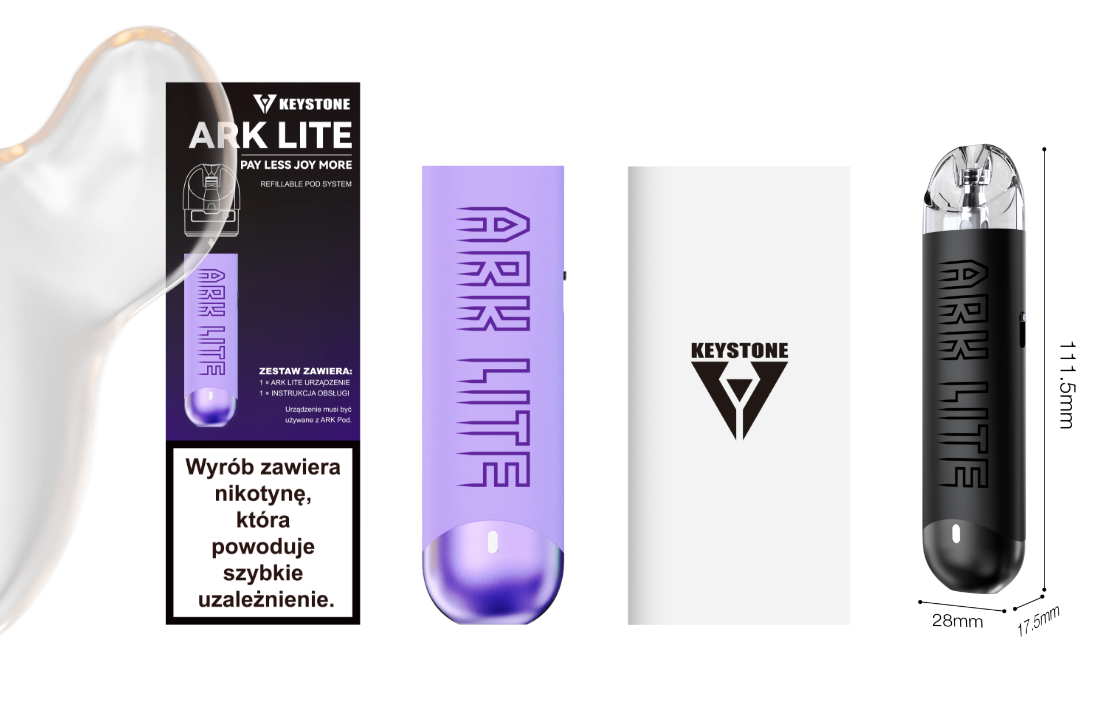 KEYSTONE
ARK LITE
PAY LESS JOY MORE
REFILLABLE POD SYSTEM
ARK LITE
ZESTAW ZAWIERA:
1 × ARK LITE URZĄDZENIE
1 × INSTRUKCJA OBSŁUGI
Urządzenie musi być
używane z ARK Pod.
Wyrób zawiera
nikotynę,
która
powoduje
szybkie
uzależnienie.
ARK LITE
KEYSTONE
ARK LITE
111.5mm
28mm
17.5mm